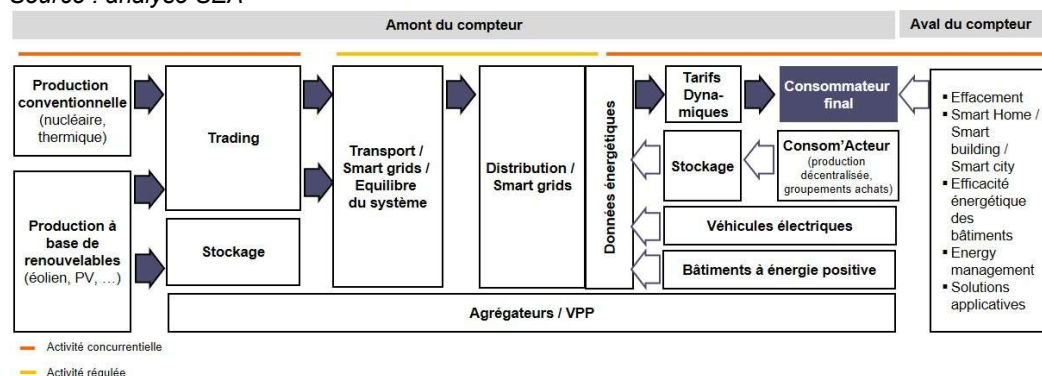 Source : analyse CEA
Amont du compteur
Aval du compteur
Production
conventionnelle
(nucléaire,
thermique)
Production à
base de
renouvelables
(éolien, PV, …)
Trading
Stockage
Transport /
Smart grids /
Equilibre
du système
Distribution /
Smart grids
Données énergétiques
Tarifs
Dyna-
miques
Consommateur
final
Stockage
Consom'Acteur
(production
décentralisée,
groupements achats)
Véhicules électriques
Bâtiments à énergie positive
Agrégateurs / VPP
▪ Effacement
▪ Smart Home /
Smart
building /
Smart city
▪ Efficacité
énergétique
des
bâtiments
▪ Energy
management
▪ Solutions
applicatives
Activité concurrentielle
Activité régulée